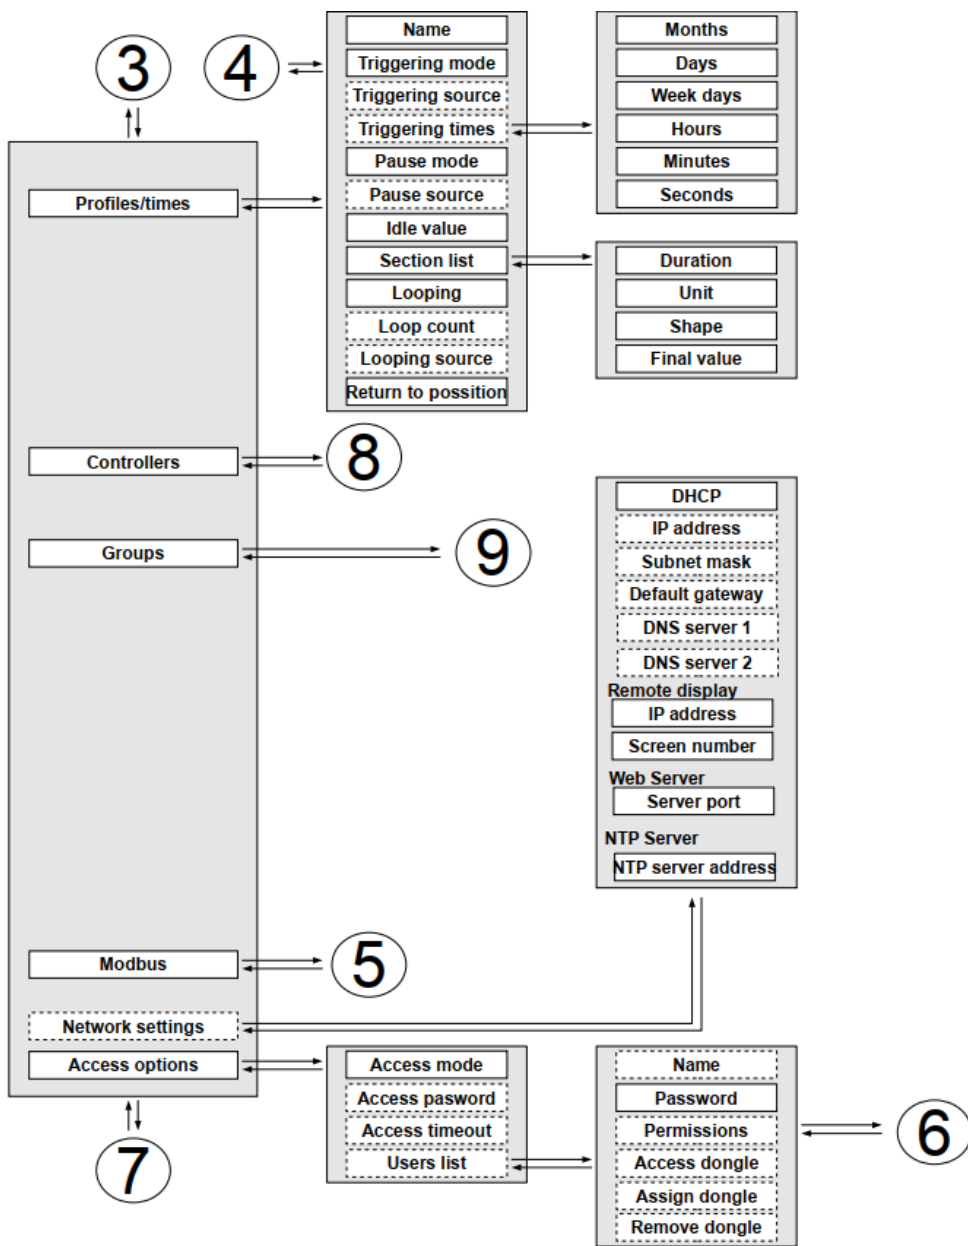 3
4
Profiles/times
Controllers
Groups
Modbus
Network settings
Access options
7
Name
Triggering mode
Triggering source
Triggering times
Pause mode
Pause source
Idle value
Section list
Looping
Loop count
Looping source
Return to possition
Months
Days
Week days
Hours
Minutes
Seconds
Duration
Unit
Shape
Final value
8
9
DHCP
IP address
Subnet mask
Default gateway
DNS server 1
DNS server 2
Remote display
IP address
Screen number
Web Server
Server port
NTP Server
NTP server address
5
Access mode
Access pasword
Access timeout
Users list
Name
Password
Permissions
Access dongle
Assign dongle
Remove dongle
6